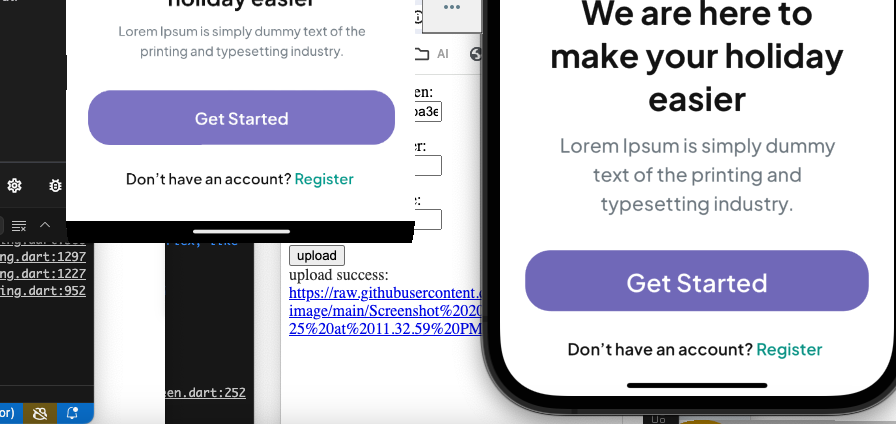 holiday easier
Lorem Ipsum is simply dummy text of the
printing and typesetting industry.
Get Started
Don't have an account? Register
ing.dart:1297
ing.dart:1227
ing.dart:952
een.dart:252
or)
AI
en:
ba3e
er:
e:
upload
upload success:
https://raw.githubusercontent.
image/main/Screenshot%2020
25%20at%2011.32.59%20PM
We are here to
make your holiday
easier
Lorem Ipsum is simply dummy
text of the printing and
typesetting industry.
Get Started
Don't have an account? Register